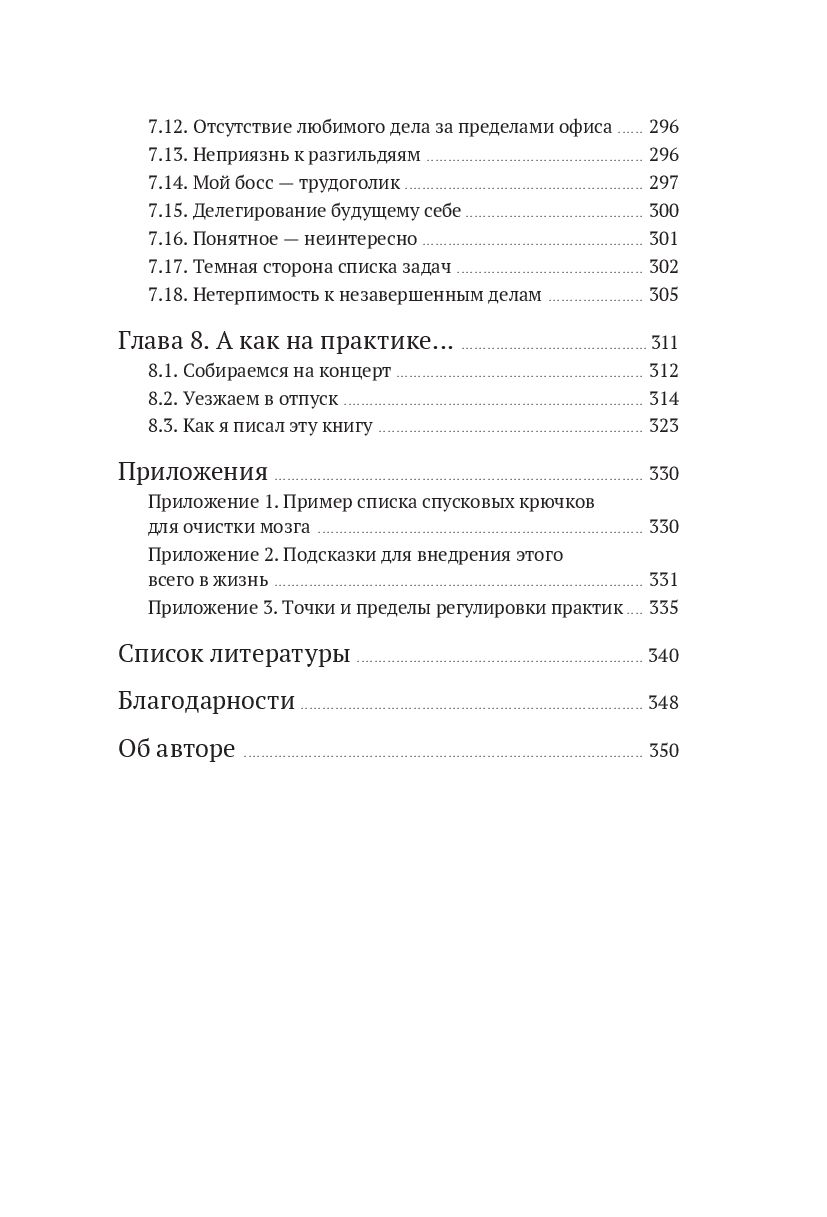 7.12. Отсутствие любимого дела за пределами офиса ...... 296
7.13. Неприязнь к разгильдяям ...... 296
7.14. Мой босс — трудоголик ...... 297
7.15. Делегирование будущему себе ...... 300
7.16. Понятное — неинтересно ...... 301
7.17. Темная сторона списка задач ...... 302
7.18. Нетерпимость к незавершенным делам ...... 305
Глава 8. А как на практике... ...... 311
8.1. Собираемся на концерт ...... 312
8.2. Уезжаем в отпуск ...... 314
8.3. Как я писал эту книгу ...... 323
Приложения ...... 330
Приложение 1. Пример списка спусковых крючков
для очистки мозга ...... 330
Приложение 2. Подсказки для внедрения этого
всего в жизнь ...... 331
Приложение 3. Точки и пределы регулировки практик .... 335
Список литературы ...... 340
Благодарности ...... 348
Об авторе ...... 350